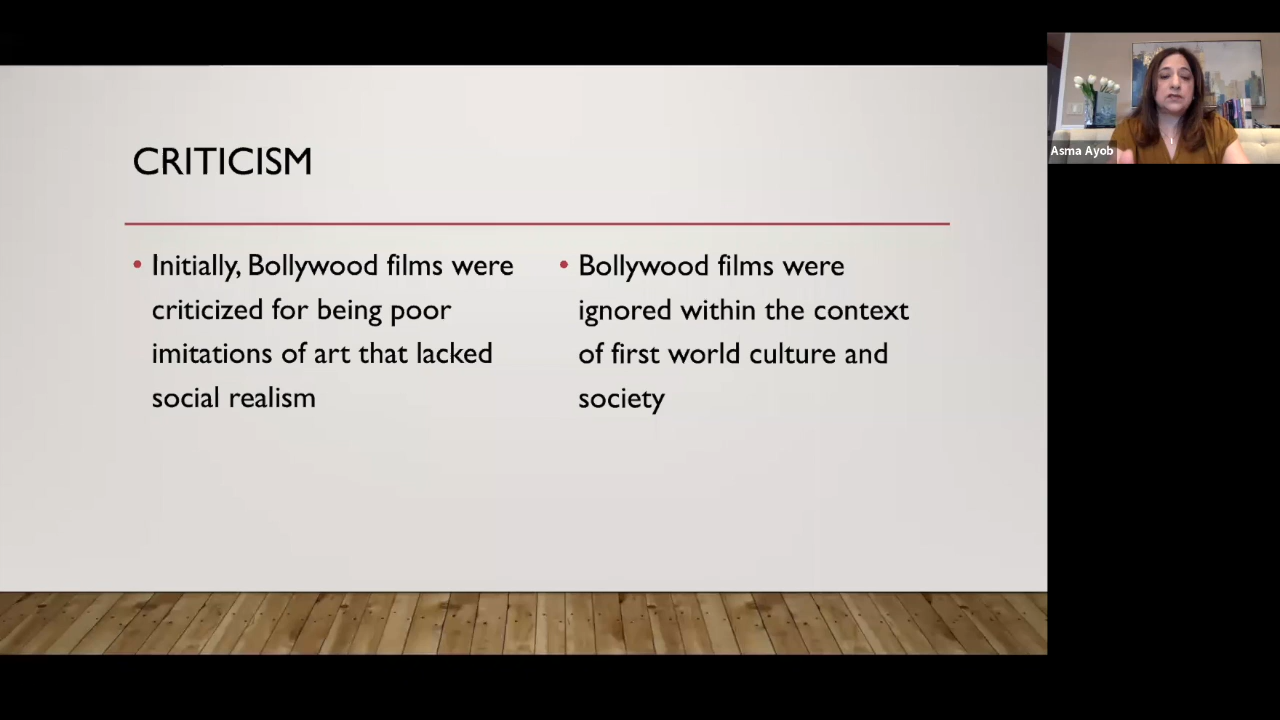 CRITICISM
• Initially, Bollywood films were
criticized for being poor
imitations of art that lacked
social realism
• Bollywood films were
ignored within the context
of first world culture and
society
Asma Ayob